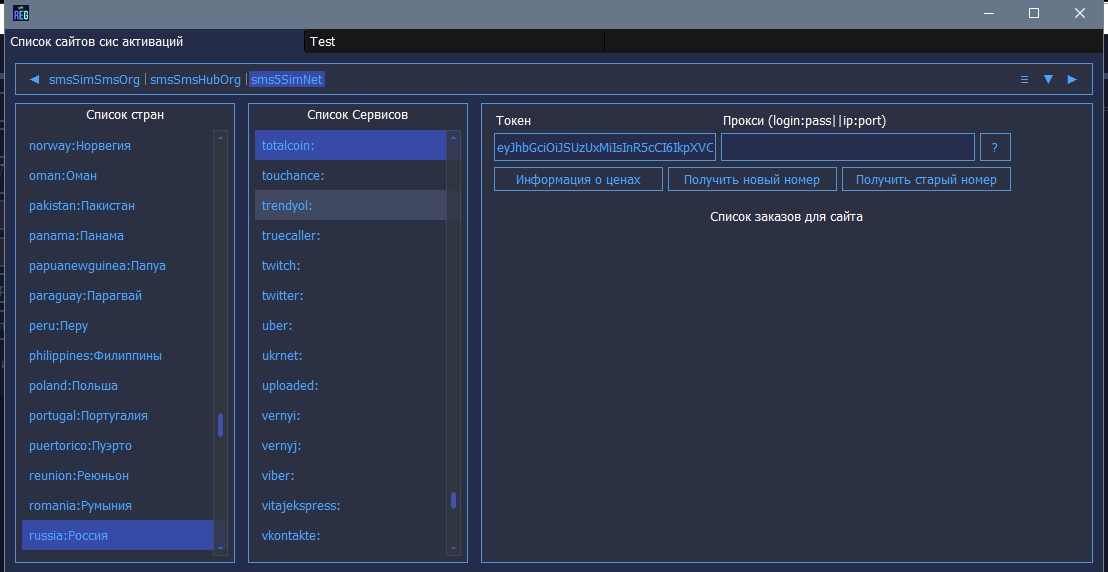 REG
Список сайтов сис активаций
Test
◄ smsSimSmsOrg | smsSmsHubOrg | sms5SimNet ☰ ▼ ►
Список стран
norway:Норвегия
oman:Оман
pakistan:Пакистан
panama:Панама
papuanewguinea:Папуа
paraguay:Парагвай
peru:Перу
philippines:Филиппины
poland:Польша
portugal:Португалия
puertorico:Пуэрто
reunion:Реюньон
romania:Румыния
russia:Россия
Список Сервисов
totalcoin:
touchance:
trendyol:
truecaller:
twitch:
twitter:
uber:
ukrnet:
uploaded:
vernyi:
vernyj:
viber:
vitajekspress:
vkontakte:
Токен
Прокси (login:pass||ip:port)
eyJhbGciOiJSUzUxMiIsInR5cCI6IkpXVC
?
Информация о ценах
Получить новый номер
Получить старый номер
Список заказов для сайта